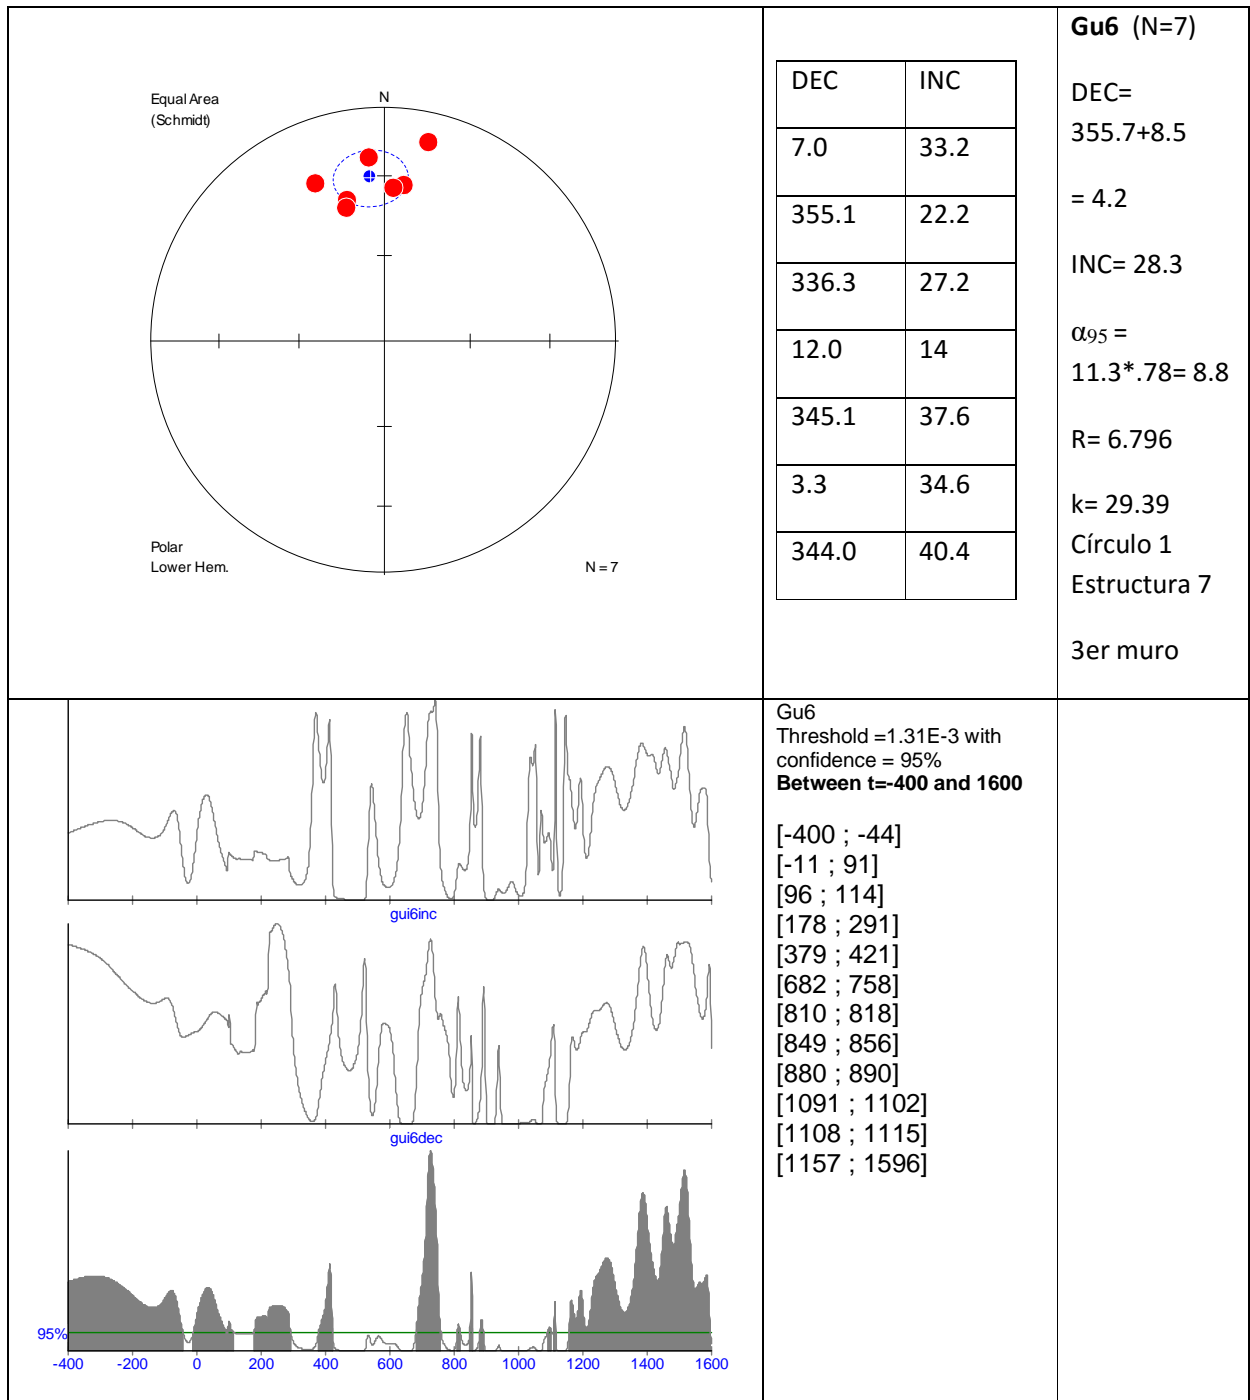 Equal Area
(Schmidt)
N
Polar
Lower Hem.
N = 7
DEC INC
7.0 33.2
355.1 22.2
336.3 27.2
12.0 14
345.1 37.6
3.3 34.6
344.0 40.4
Gu6 (N=7)
DEC=
355.7+8.5
= 4.2
INC= 28.3
α95 =
11.3*.78= 8.8
R= 6.796
k= 29.39
Círculo 1
Estructura 7
3er muro
gui6inc
gui6dec
95%
-400 -200 0 200 400 600 800 1000 1200 1400 1600
Gu6
Threshold =1.31E-3 with
confidence = 95%
Between t=-400 and 1600
[-400 ; -44]
[-11 ; 91]
[96 ; 114]
[178 ; 291]
[379 ; 421]
[682 ; 758]
[810 ; 818]
[849 ; 856]
[880 ; 890]
[1091 ; 1102]
[1108 ; 1115]
[1157 ; 1596]